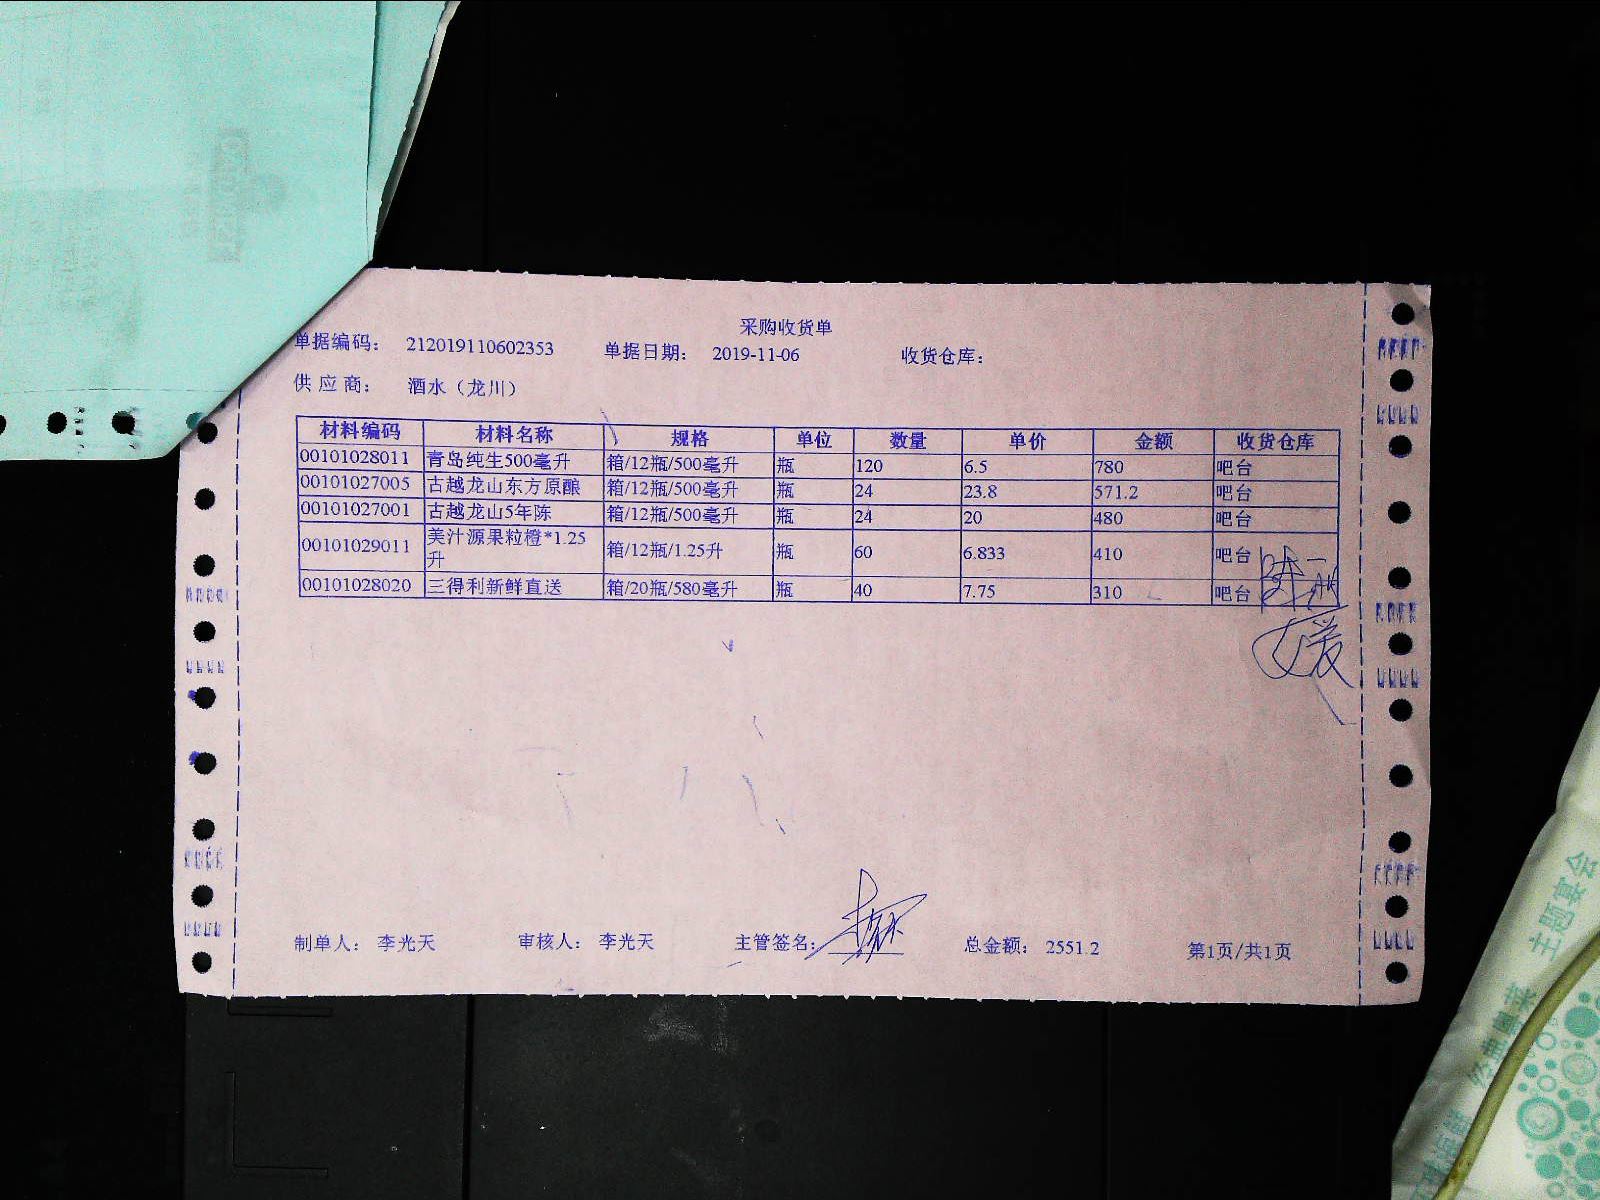 采购收货单
单据编码： 212019110602353 单据日期： 2019-11-06 收货仓库：
供应商： 酒水（龙川）
材料编码 材料名称 规格 单位 数量 单价 金额 收货仓库
00101028011 青岛纯生500毫升 箱/12瓶/500毫升 瓶 120 6.5 780 吧台
00101027005 古越龙山东方原酿 箱/12瓶/500毫升 瓶 24 23.8 571.2 吧台
00101027001 古越龙山5年陈 箱/12瓶/500毫升 瓶 24 20 480 吧台
00101029011 美汁源果粒橙*1.25升 箱/12瓶/1.25升 瓶 60 6.833 410 吧台
00101028020 三得利新鲜直送 箱/20瓶/580毫升 瓶 40 7.75 310 吧台
制单人： 李光天 审核人： 李光天 主管签名： 总金额： 2551.2 第1页/共1页
主题宴会